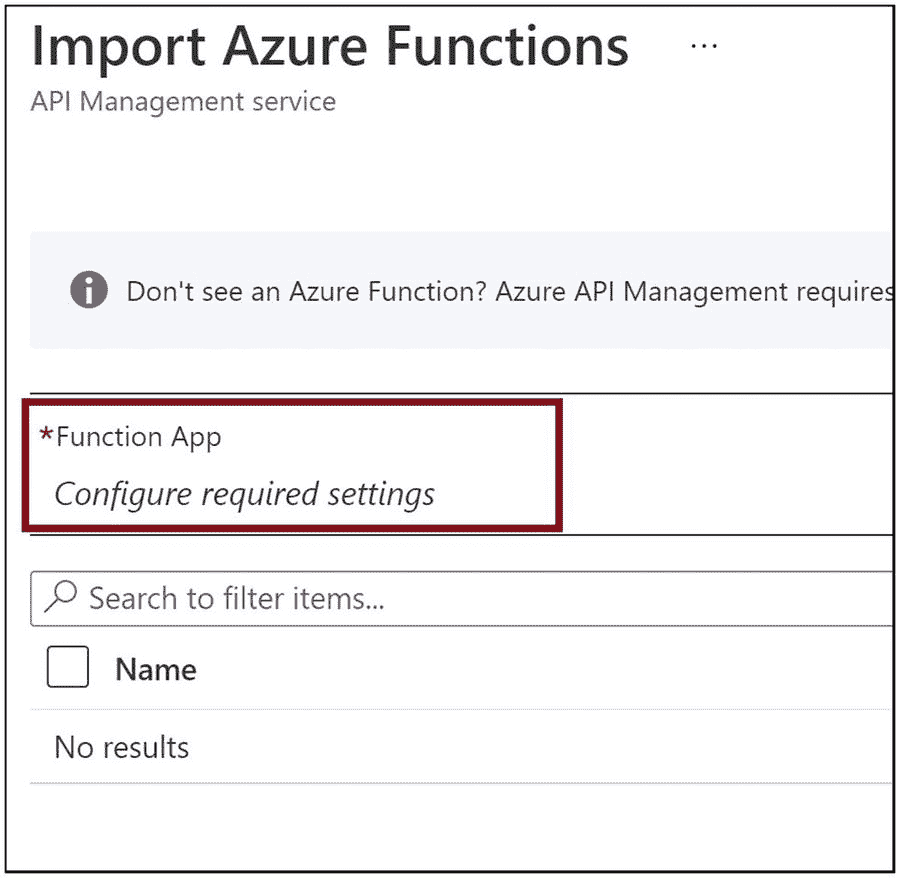 Import Azure Functions ...
API Management service
Don't see an Azure Function? Azure API Management requires
*Function App
Configure required settings
Search to filter items...
Name
No results